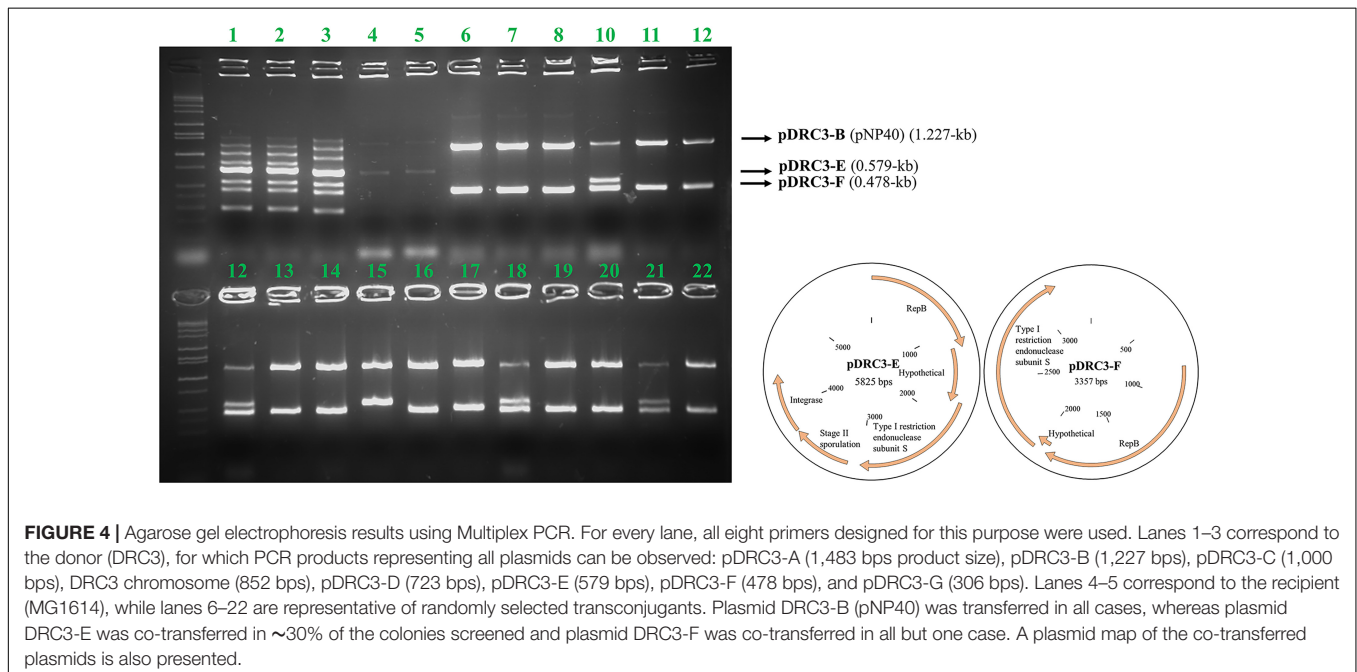 1 2 3 4 5 6 7 8 10 11 12
pDRC3-B (pNP40) (1.227-kb)
pDRC3-E (0.579-kb)
pDRC3-F (0.478-kb)
12 13 14 15 16 17 18 19 20 21 22
RepB
1000
Hypothetical
2000
3000
Type I restriction
endonuclease
subunit S
Stage II
sporulation
4000
Integrase
5000
pDRC3-E
5825 bps
Type I
restriction
endonuclease
subunit S
3000
500
pDRC3-F
3357 bps
2500
1000
2000
1500
Hypothetical
RepB
FIGURE 4 | Agarose gel electrophoresis results using Multiplex PCR. For every lane, all eight primers designed for this purpose were used. Lanes 1–3 correspond to
the donor (DRC3), for which PCR products representing all plasmids can be observed: pDRC3-A (1,483 bps product size), pDRC3-B (1,227 bps), pDRC3-C (1,000
bps), DRC3 chromosome (852 bps), pDRC3-D (723 bps), pDRC3-E (579 bps), pDRC3-F (478 bps), and pDRC3-G (306 bps). Lanes 4–5 correspond to the recipient
(MG1614), while lanes 6–22 are representative of randomly selected transconjugants. Plasmid DRC3-B (pNP40) was transferred in all cases, whereas plasmid
DRC3-E was co-transferred in ∼30% of the colonies screened and plasmid DRC3-F was co-transferred in all but one case. A plasmid map of the co-transferred
plasmids is also presented.